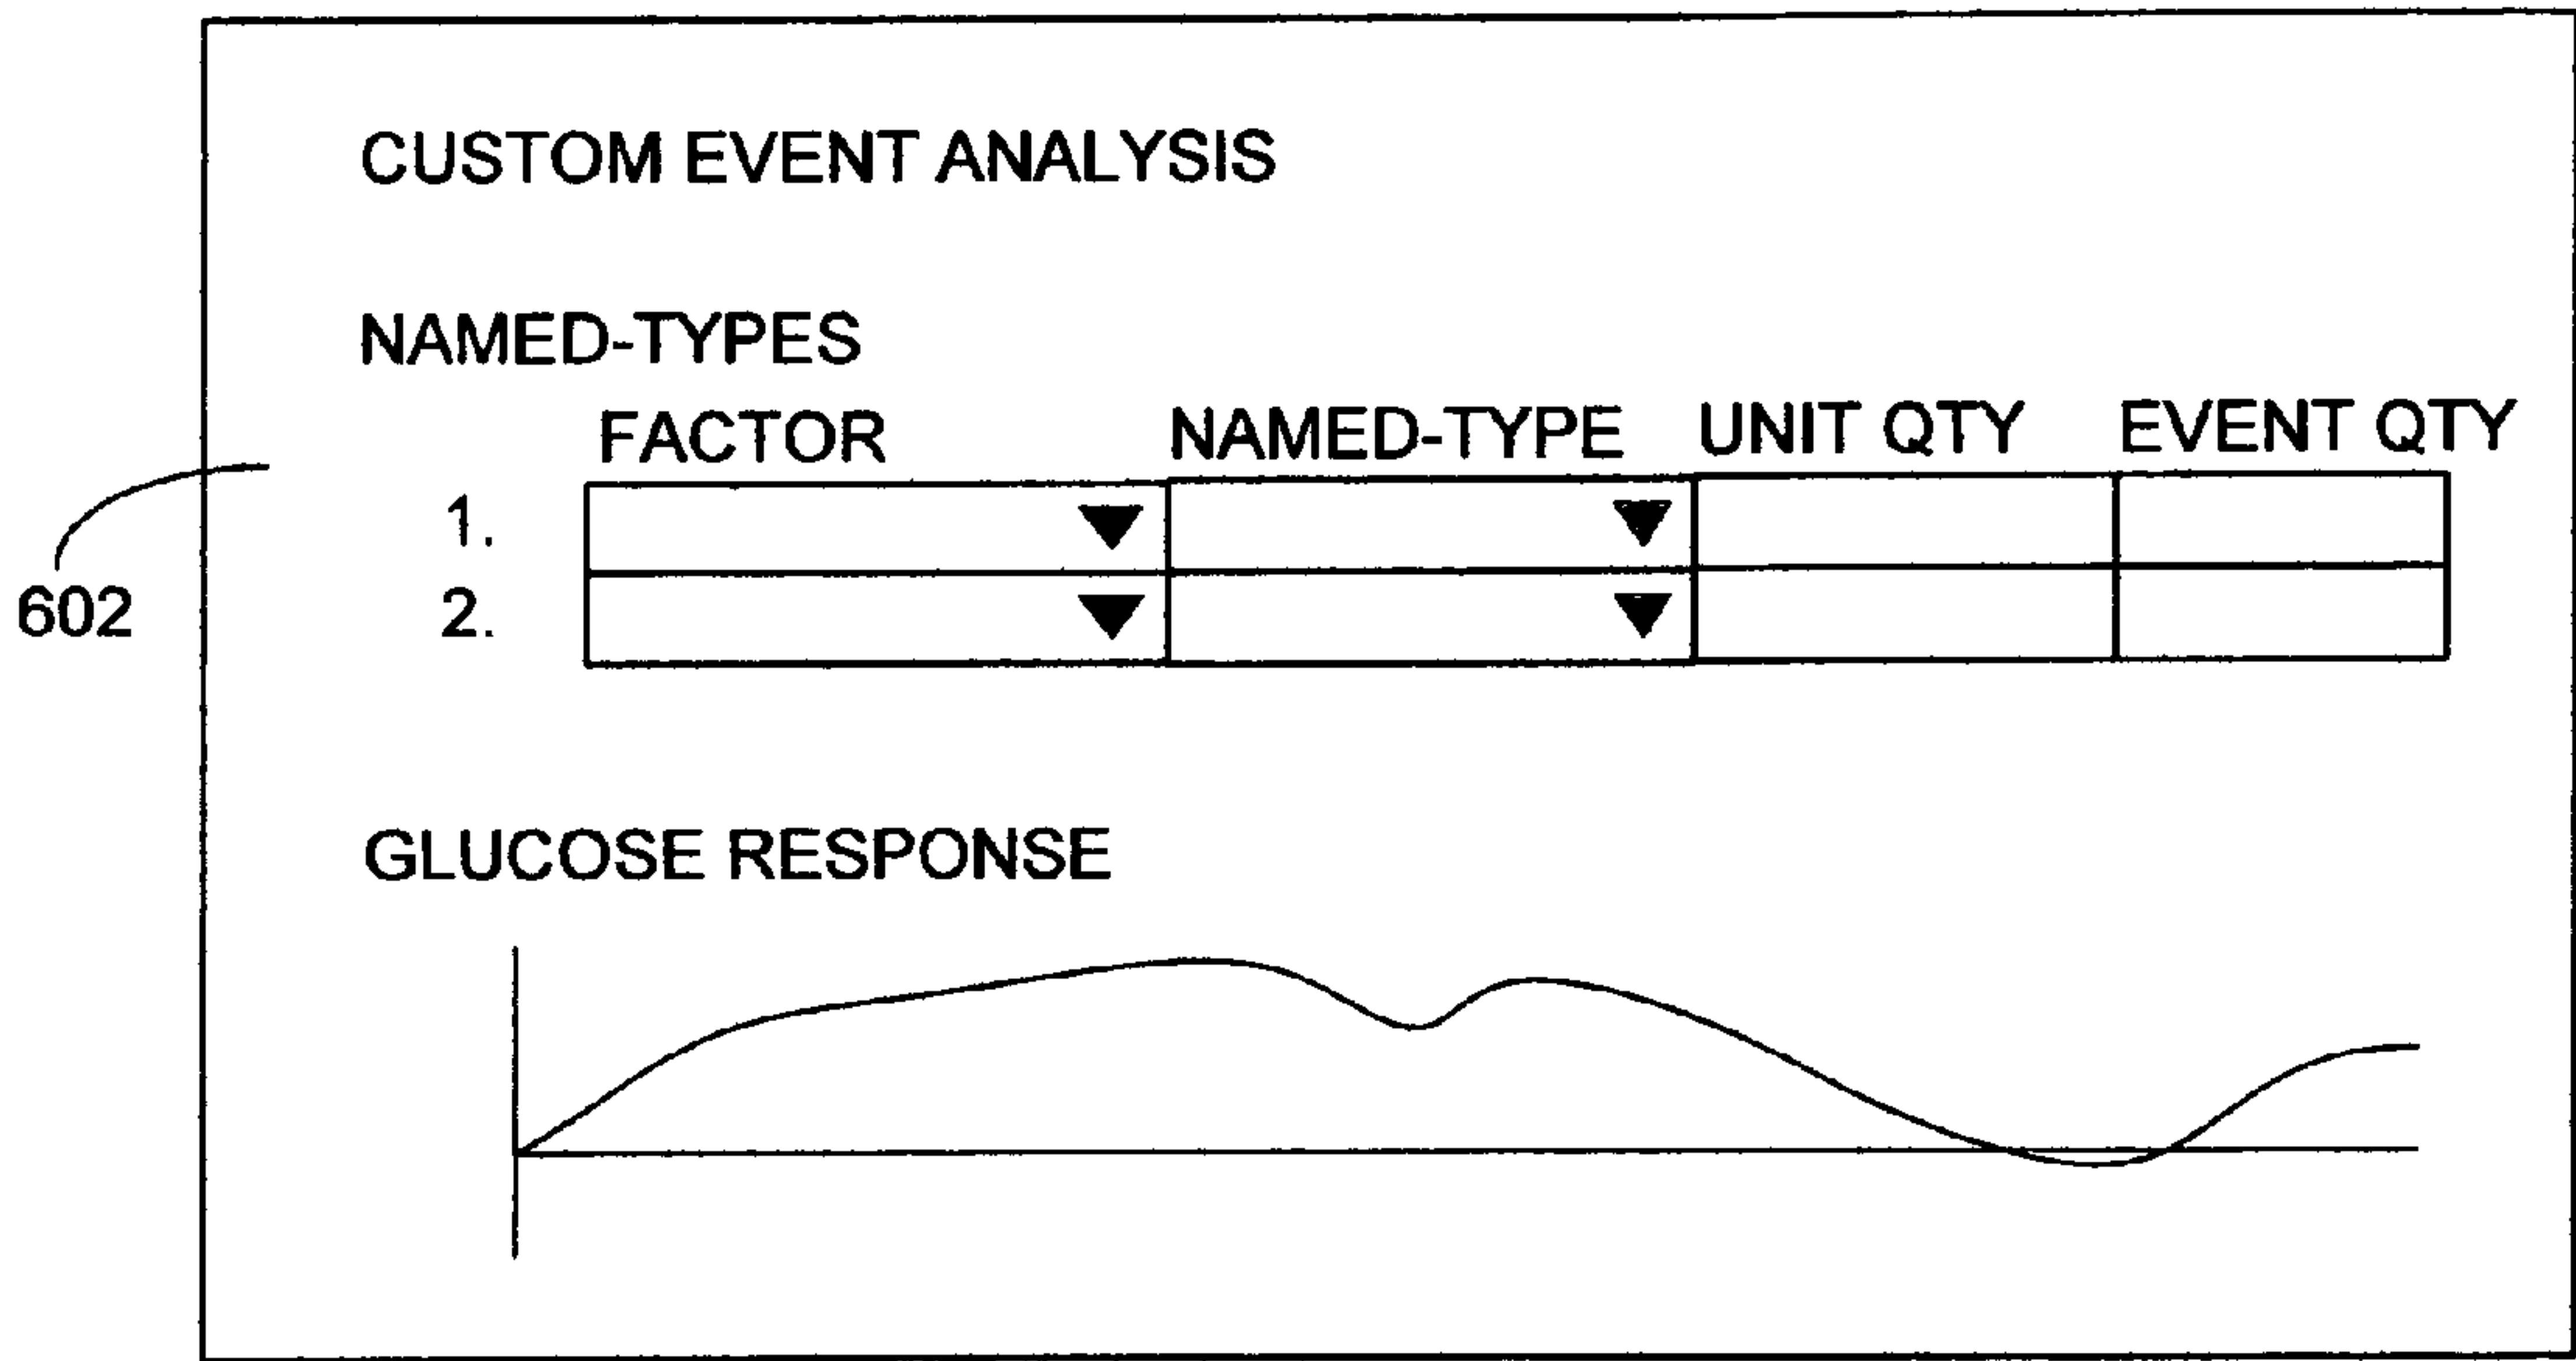 CUSTOM EVENT ANALYSIS
NAMED-TYPES
FACTOR NAMED-TYPE UNIT QTY EVENT QTY
1.
2.
602
GLUCOSE RESPONSE